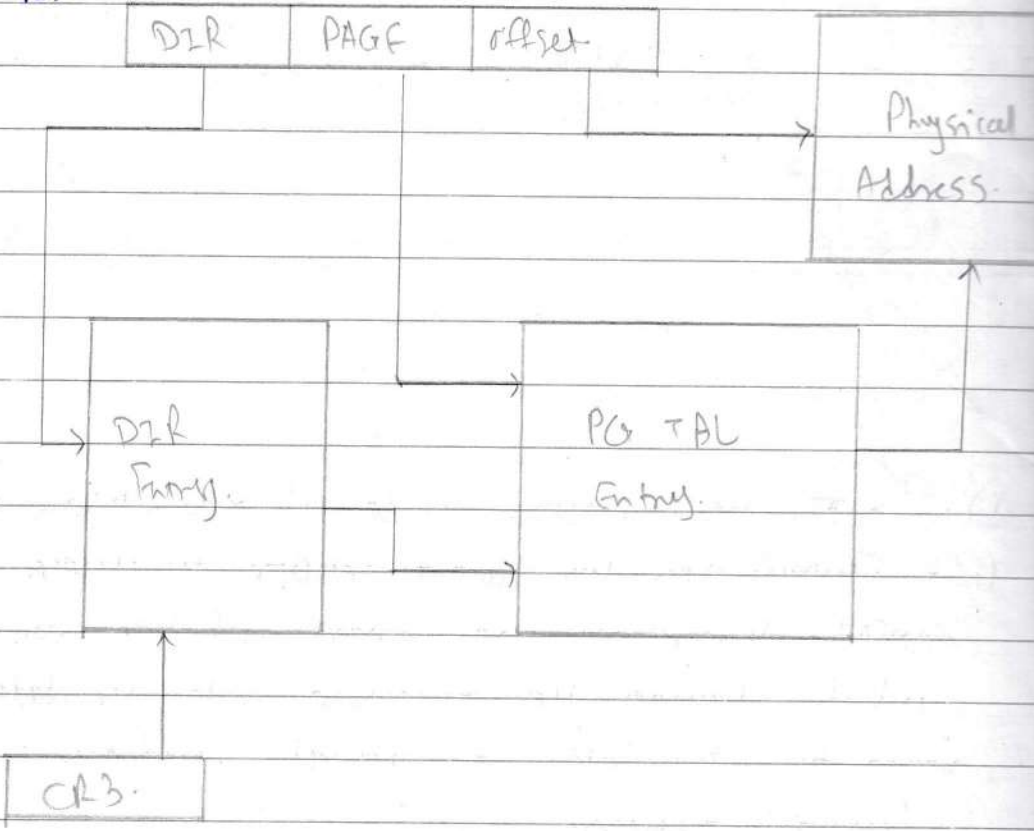 DIR PAGE offset
Physical
Address.
DIR
Entry.
PG TBL
Entry.
CR3.